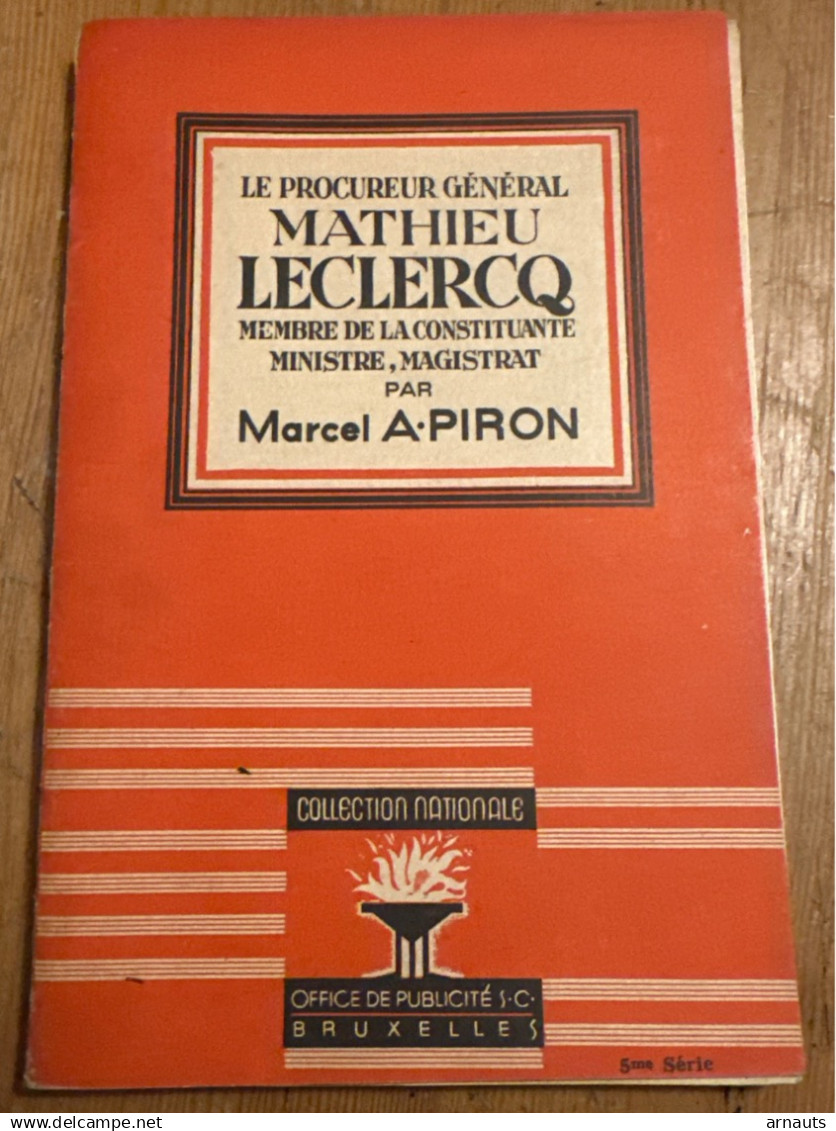 LE PROCUREUR GÉNÉRAL
MATHIEU
LECLERCQ
MEMBRE DE LA CONSTITUANTE
MINISTRE, MAGISTRAT
PAR
Marcel A·PIRON
COLLECTION NATIONALE
OFFICE DE PUBLICITÉ S·C·
BRUXELLES
5me Série
Delcampe.net
arnauts